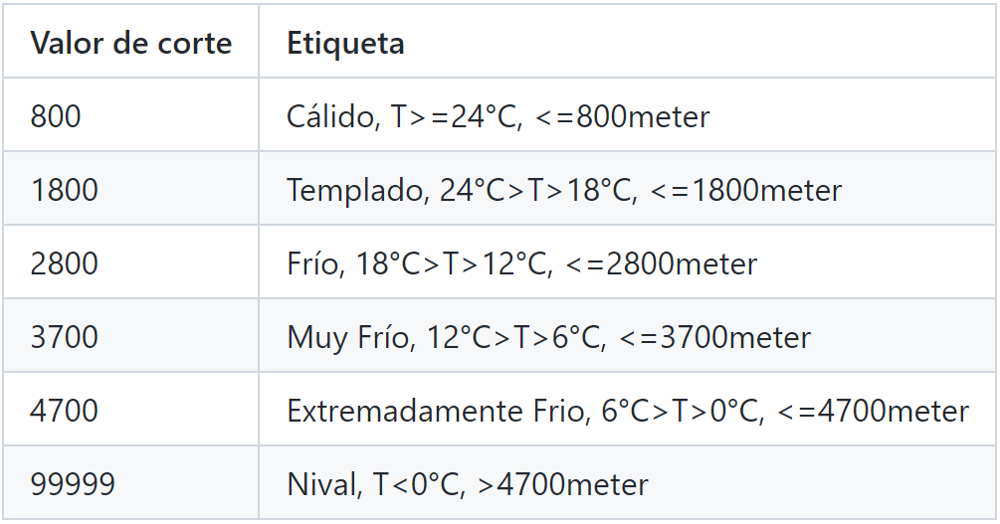 Valor de corte Etiqueta
800 Cálido, T>=24°C, <=800meter
1800 Templado, 24°C>T>18°C, <=1800meter
2800 Frío, 18°C>T>12°C, <=2800meter
3700 Muy Frío, 12°C>T>6°C, <=3700meter
4700 Extremadamente Frio, 6°C>T>0°C, <=4700meter
99999 Nival, T<0°C, >4700meter